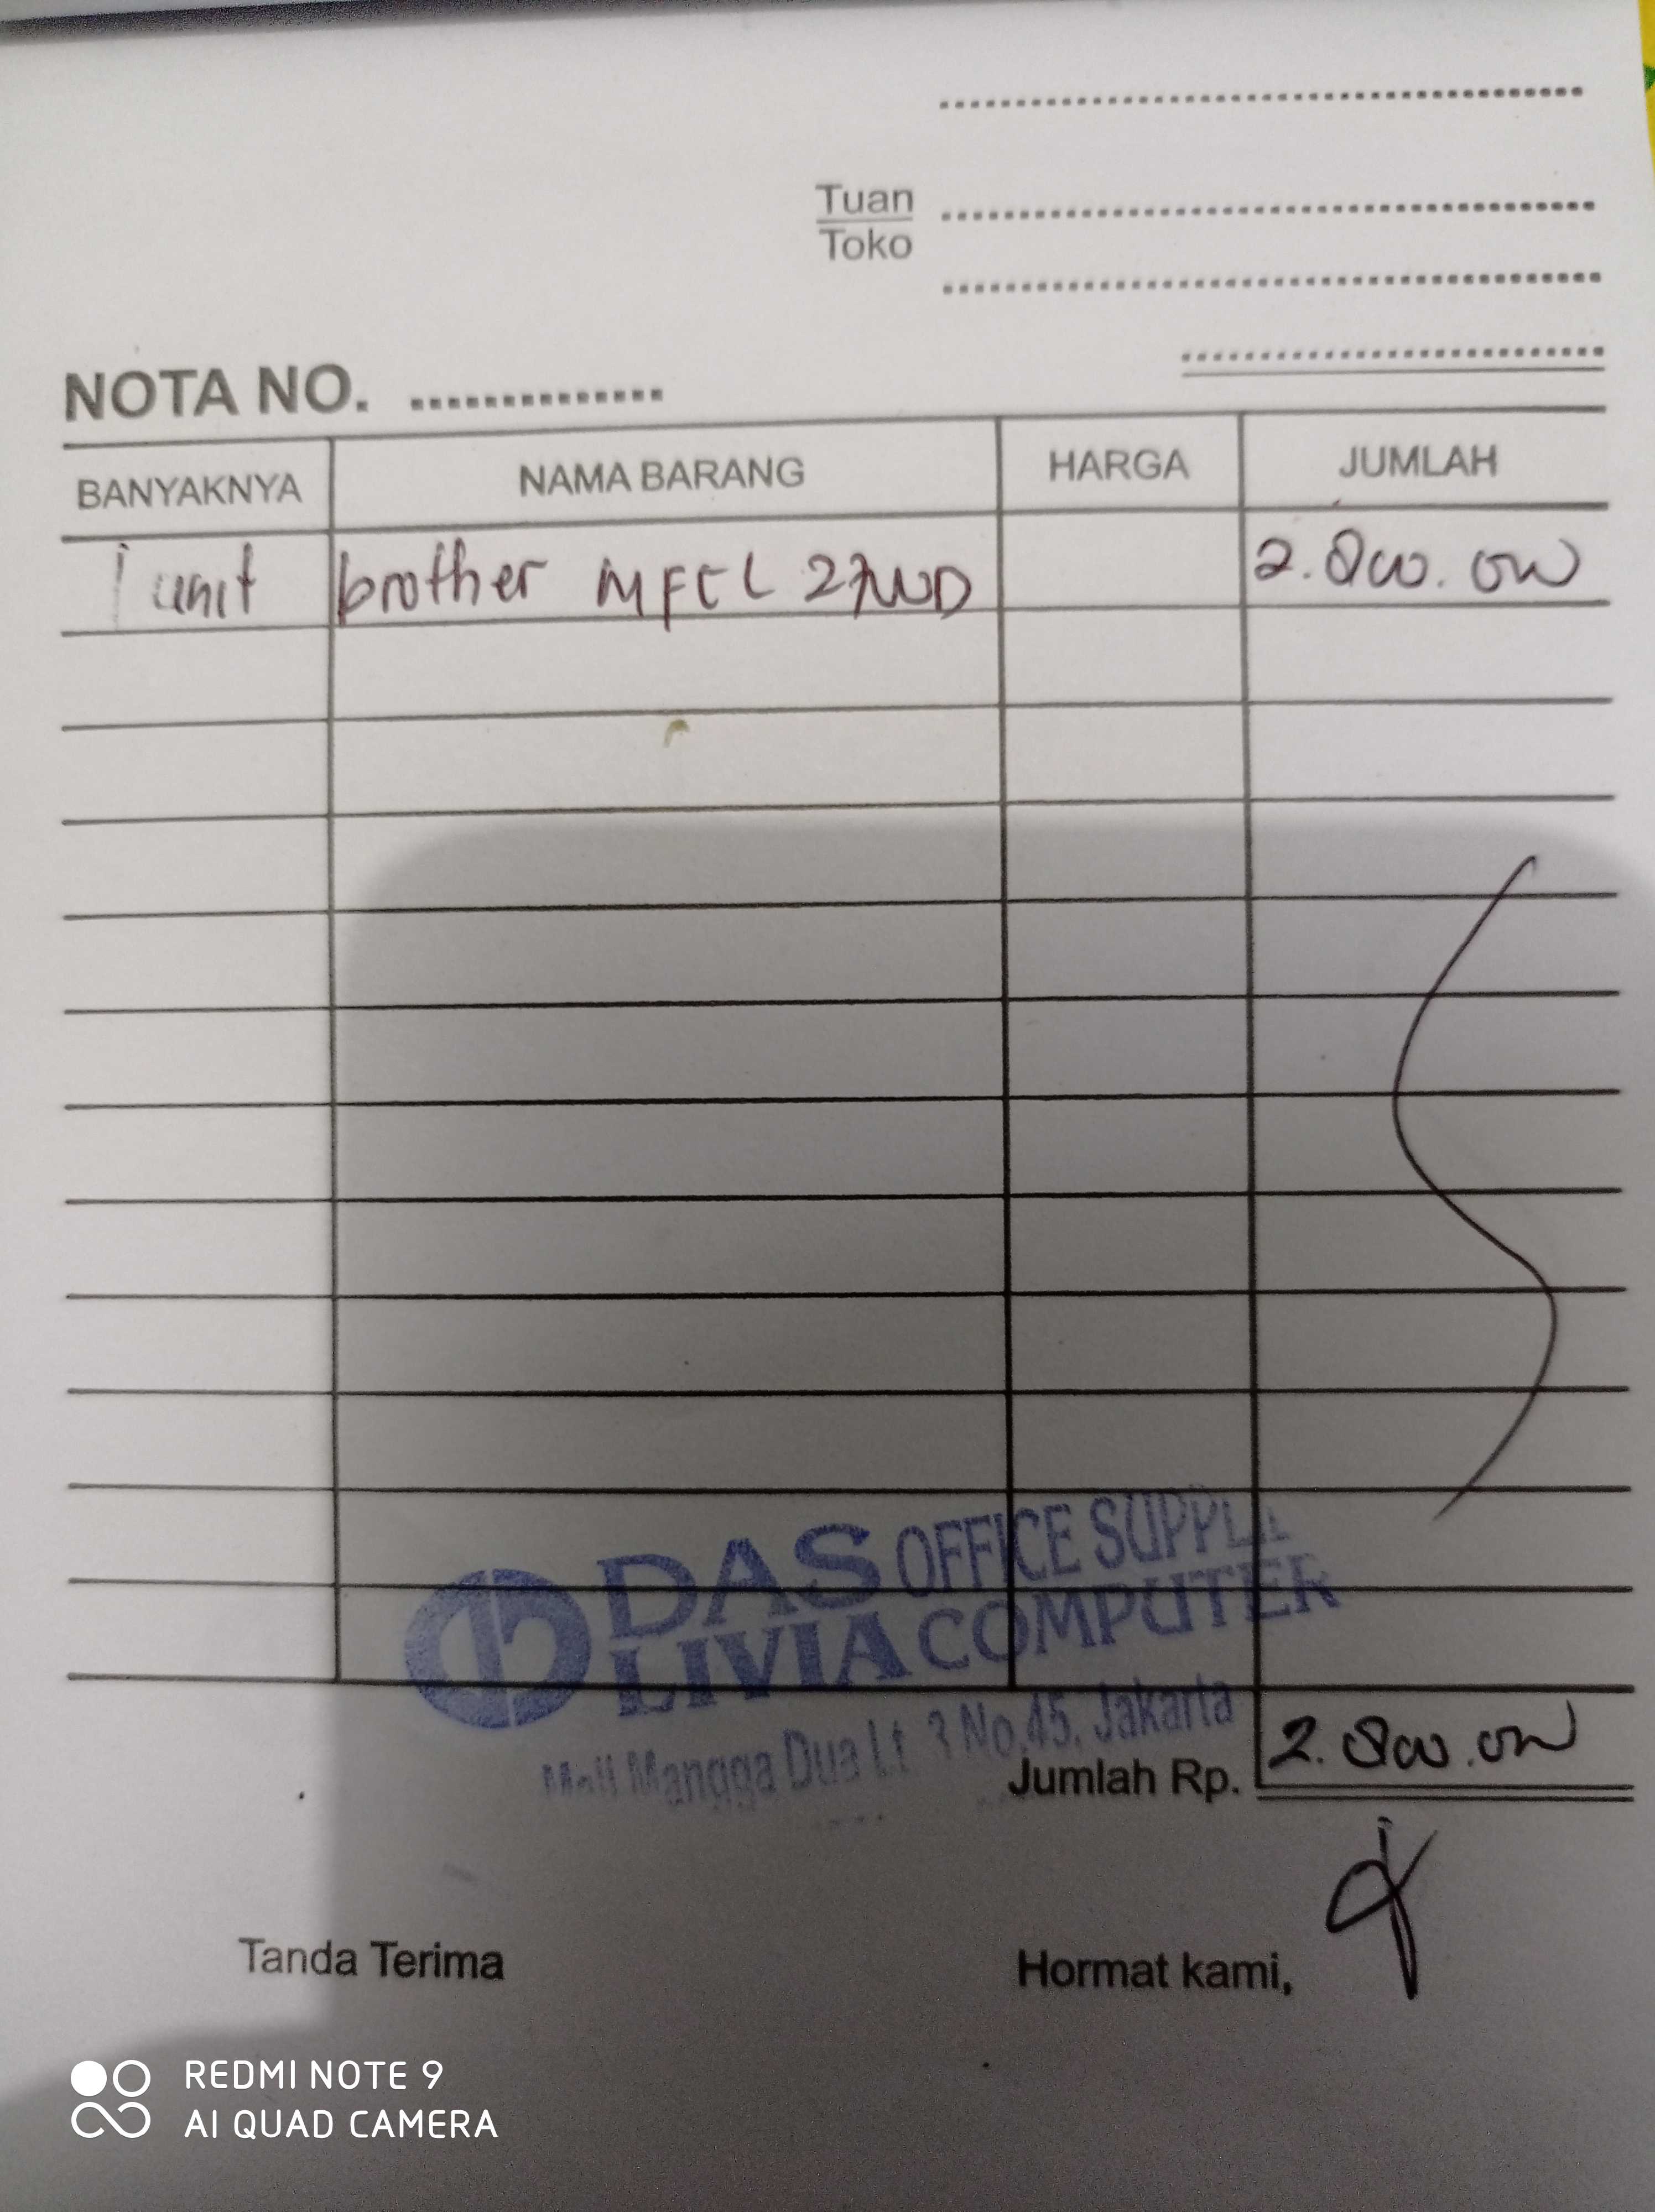 Tuan
Toko
NOTA NO.
BANYAKNYA NAMA BARANG HARGA JUMLAH
1 unit brother MFCL 2700D 2.800.000
DAS OFFICE SUPPLI
LIVIA COMPUTER
Mall Mangga Dua Lt 3 No.45. Jakarta
Jumlah Rp. 2.800.000
Tanda Terima Hormat kami,
REDMI NOTE 9
AI QUAD CAMERA